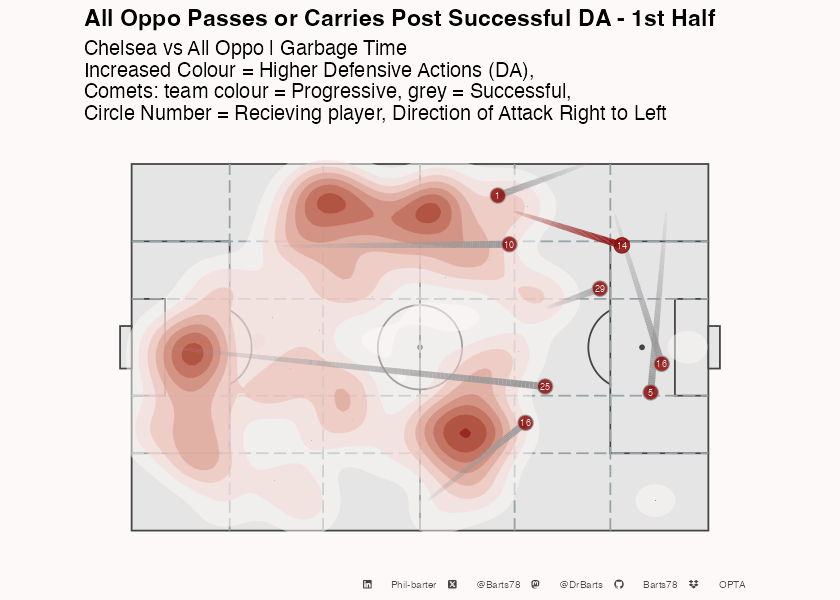 All Oppo Passes or Carries Post Successful DA - 1st Half
Chelsea vs All Oppo | Garbage Time
Increased Colour = Higher Defensive Actions (DA),
Comets: team colour = Progressive, grey = Successful,
Circle Number = Recieving player, Direction of Attack Right to Left
1
10
14
29
16
25
5
16
Phil-barter @Barts78 @DrBarts Barts78 OPTA